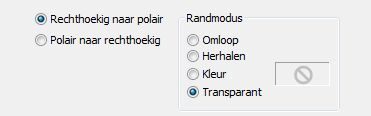 Rechthoekig naar polair
Polair naar rechthoekig
Randmodus
Omloop
Herhalen
Kleur
Transparant